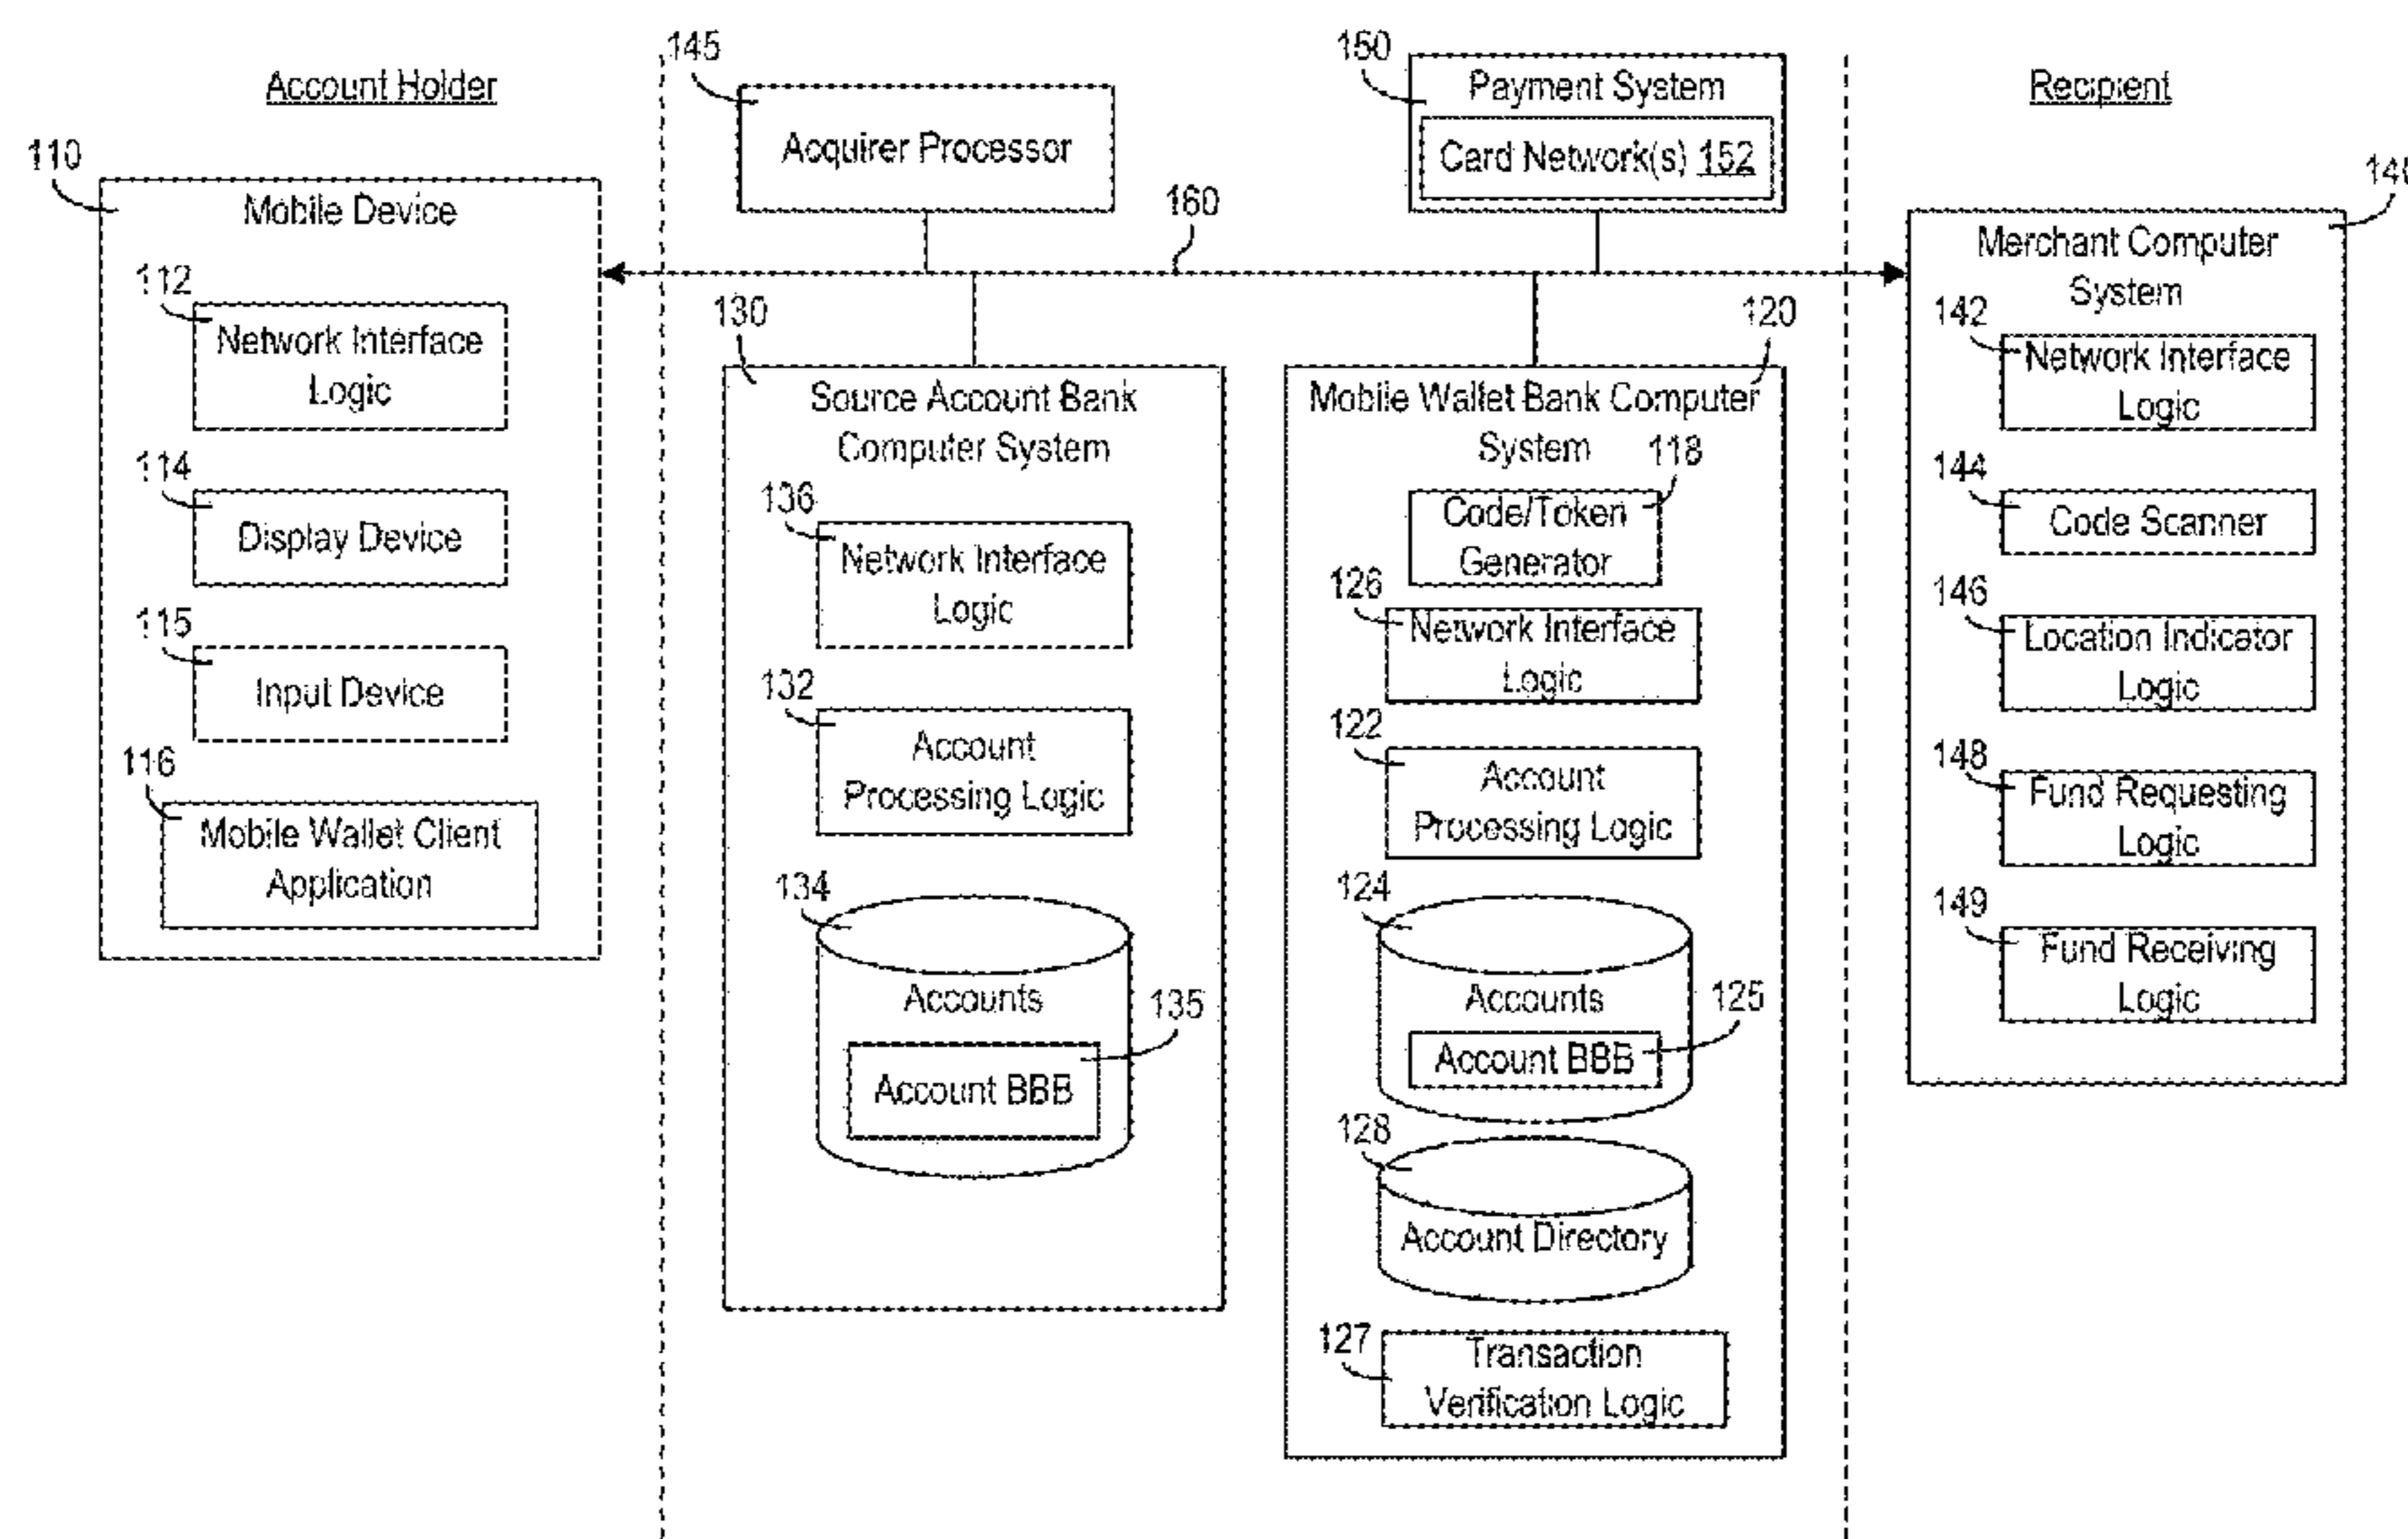 Account Holder
110
Mobile Device
112
Network Interface
Logic
114
Display Device
115
Input Device
116
Mobile Wallet Client
Application
145
Acquirer Processor
150
Payment System
Card Network(s) 152
160
130
Source Account Bank
Computer System
136
Network Interface
Logic
132
Account
Processing Logic
134
Accounts
135
Account BBB
120
Mobile Wallet Bank Computer
System
118
Code/Token
Generator
126
Network Interface
Logic
122
Account
Processing Logic
124
Accounts
125
Account BBB
128
Account Directory
127
Transaction
Verification Logic
Recipient
Merchant Computer
System
142
Network Interface
Logic
144
Code Scanner
146
Location Indicator
Logic
148
Fund Requesting
Logic
149
Fund Receiving
Logic